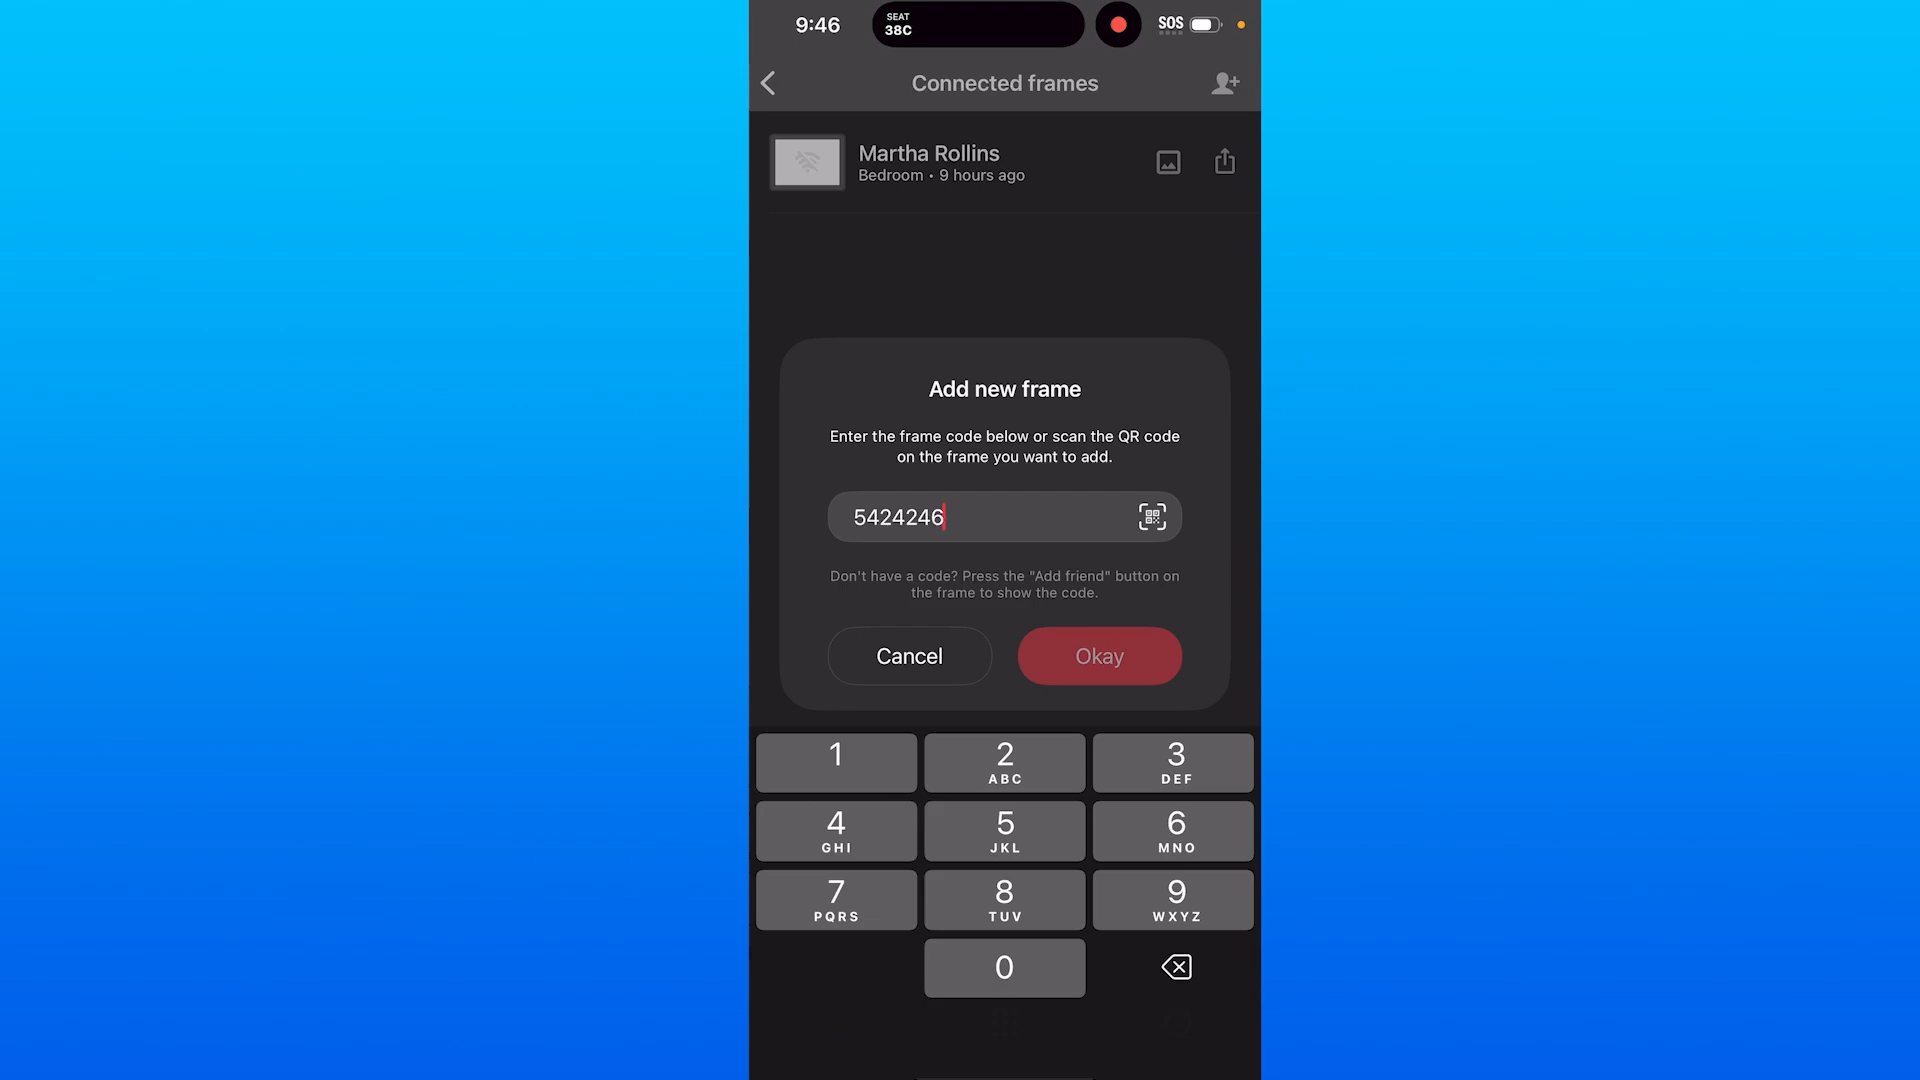 9:46
SEAT
38C
SOS
Connected frames
Martha Rollins
Bedroom • 9 hours ago
Add new frame
Enter the frame code below or scan the QR code
on the frame you want to add.
5424246
Don't have a code? Press the "Add friend" button on
the frame to show the code.
Cancel
Okay
1
2
ABC
3
DEF
4
GHI
5
JKL
6
MNO
7
PQRS
8
TUV
9
WXYZ
0